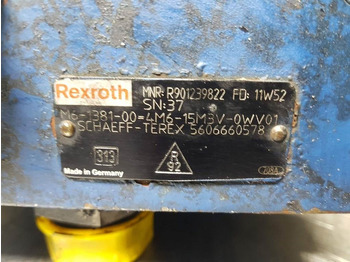 Rexroth MNR: R901239822 FD: 11W52
SN:37
M6-1381-00=4M6-15M3V-0WV01
SCHAEFF-TEREX 5606660578
313 R 92
Made in Germany